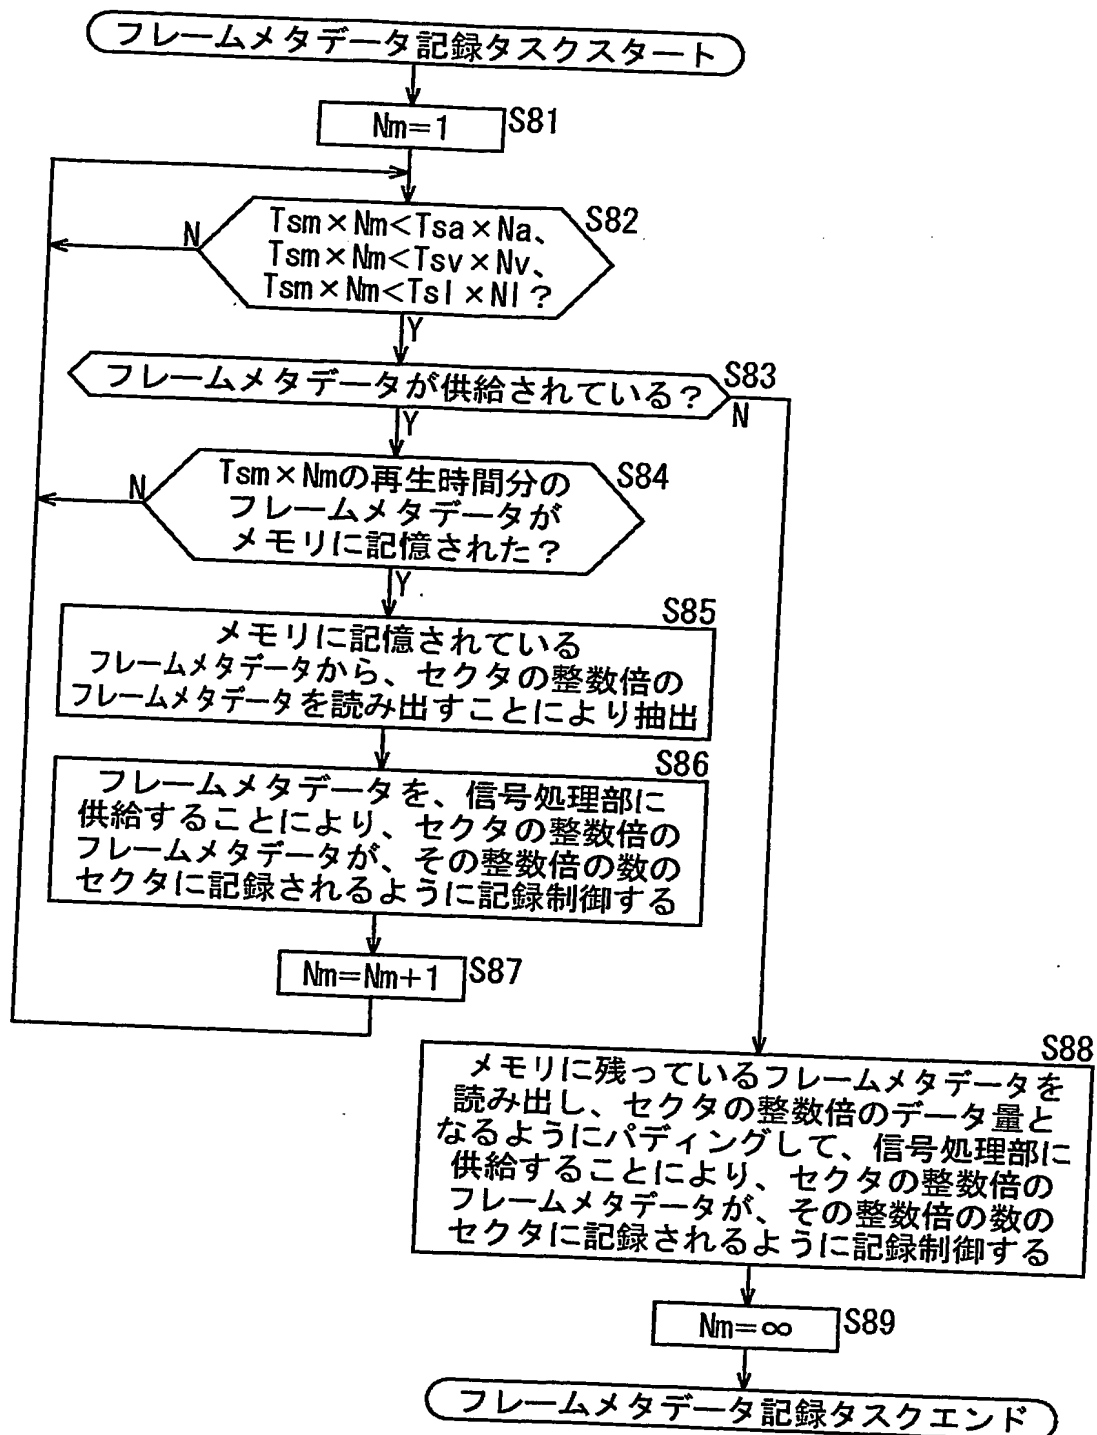 フレームメタデータ記録タスクスタート
Nm=1
S81
Tsm×Nm<Tsa×Na、
Tsm×Nm<Tsv×Nv、
Tsm×Nm<Tsl×Nl?
S82
N
Y
フレームメタデータが供給されている?
S83
N
Y
Tsm×Nmの再生時間分の
フレームメタデータが
メモリに記憶された?
S84
N
Y
S85
メモリに記憶されている
フレームメタデータから、セクタの整数倍の
フレームメタデータを読み出すことにより抽出
S86
フレームメタデータを、信号処理部に
供給することにより、セクタの整数倍の
フレームメタデータが、その整数倍の数の
セクタに記録されるように記録制御する
Nm=Nm+1
S87
S88
メモリに残っているフレームメタデータを
読み出し、セクタの整数倍のデータ量と
なるようにパディングして、信号処理部に
供給することにより、セクタの整数倍の
フレームメタデータが、その整数倍の数の
セクタに記録されるように記録制御する
Nm=∞
S89
フレームメタデータ記録タスクエンド